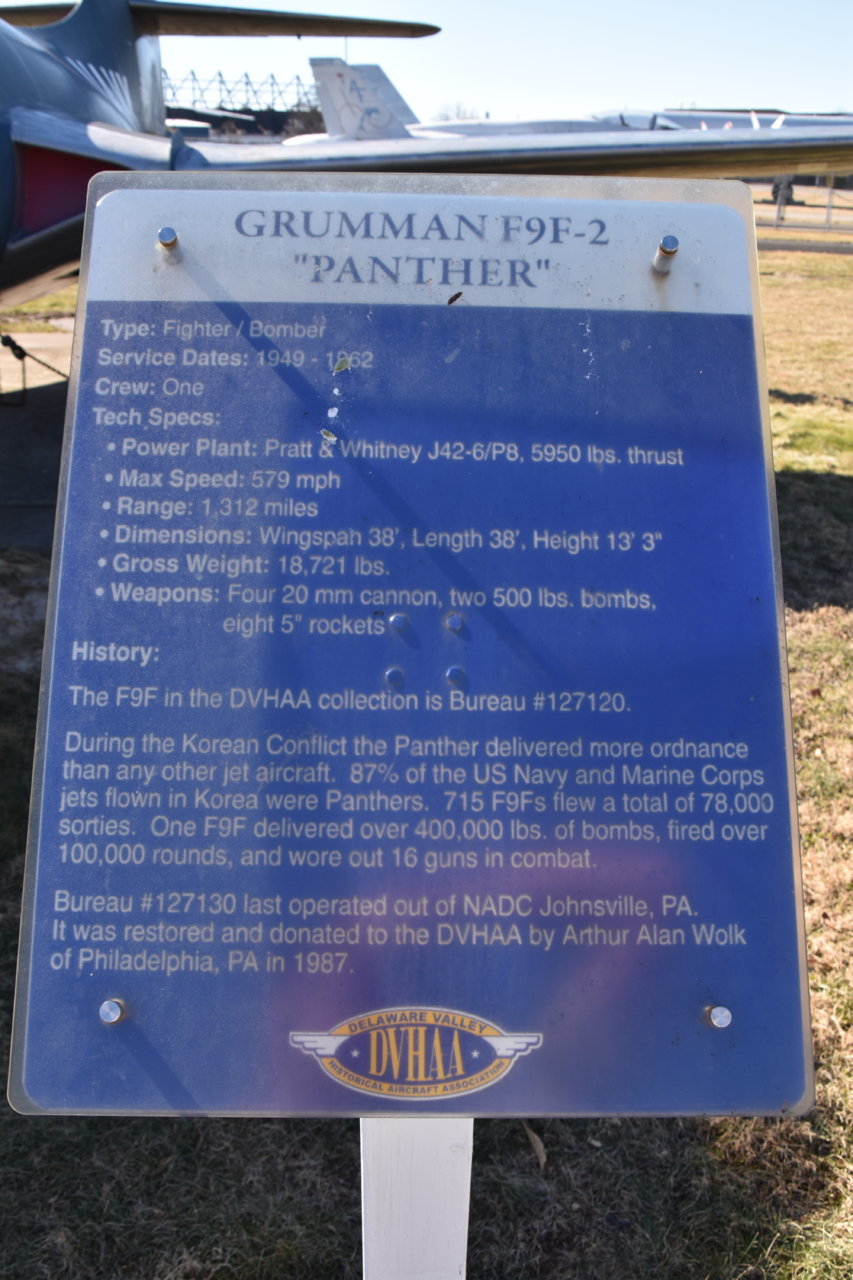 GRUMMAN F9F-2
"PANTHER"
Type: Fighter / Bomber
Service Dates: 1949 - 1962
Crew: One
Tech Specs:
• Power Plant: Pratt & Whitney J42-6/P8, 5950 lbs. thrust
• Max Speed: 579 mph
• Range: 1,312 miles
• Dimensions: Wingspan 38', Length 38', Height 13' 3"
• Gross Weight: 18,721 lbs.
• Weapons: Four 20 mm cannon, two 500 lbs. bombs,
eight 5" rockets
History:
The F9F in the DVHAA collection is Bureau #127120.
During the Korean Conflict the Panther delivered more ordnance
than any other jet aircraft. 87% of the US Navy and Marine Corps
jets flown in Korea were Panthers. 715 F9Fs flew a total of 78,000
sorties. One F9F delivered over 400,000 lbs. of bombs, fired over
100,000 rounds, and wore out 16 guns in combat.
Bureau #127130 last operated out of NADC Johnsville, PA.
It was restored and donated to the DVHAA by Arthur Alan Wolk
of Philadelphia, PA in 1987.
DELAWARE VALLEY
DVHAA
HISTORICAL AIRCRAFT ASSOCIATION